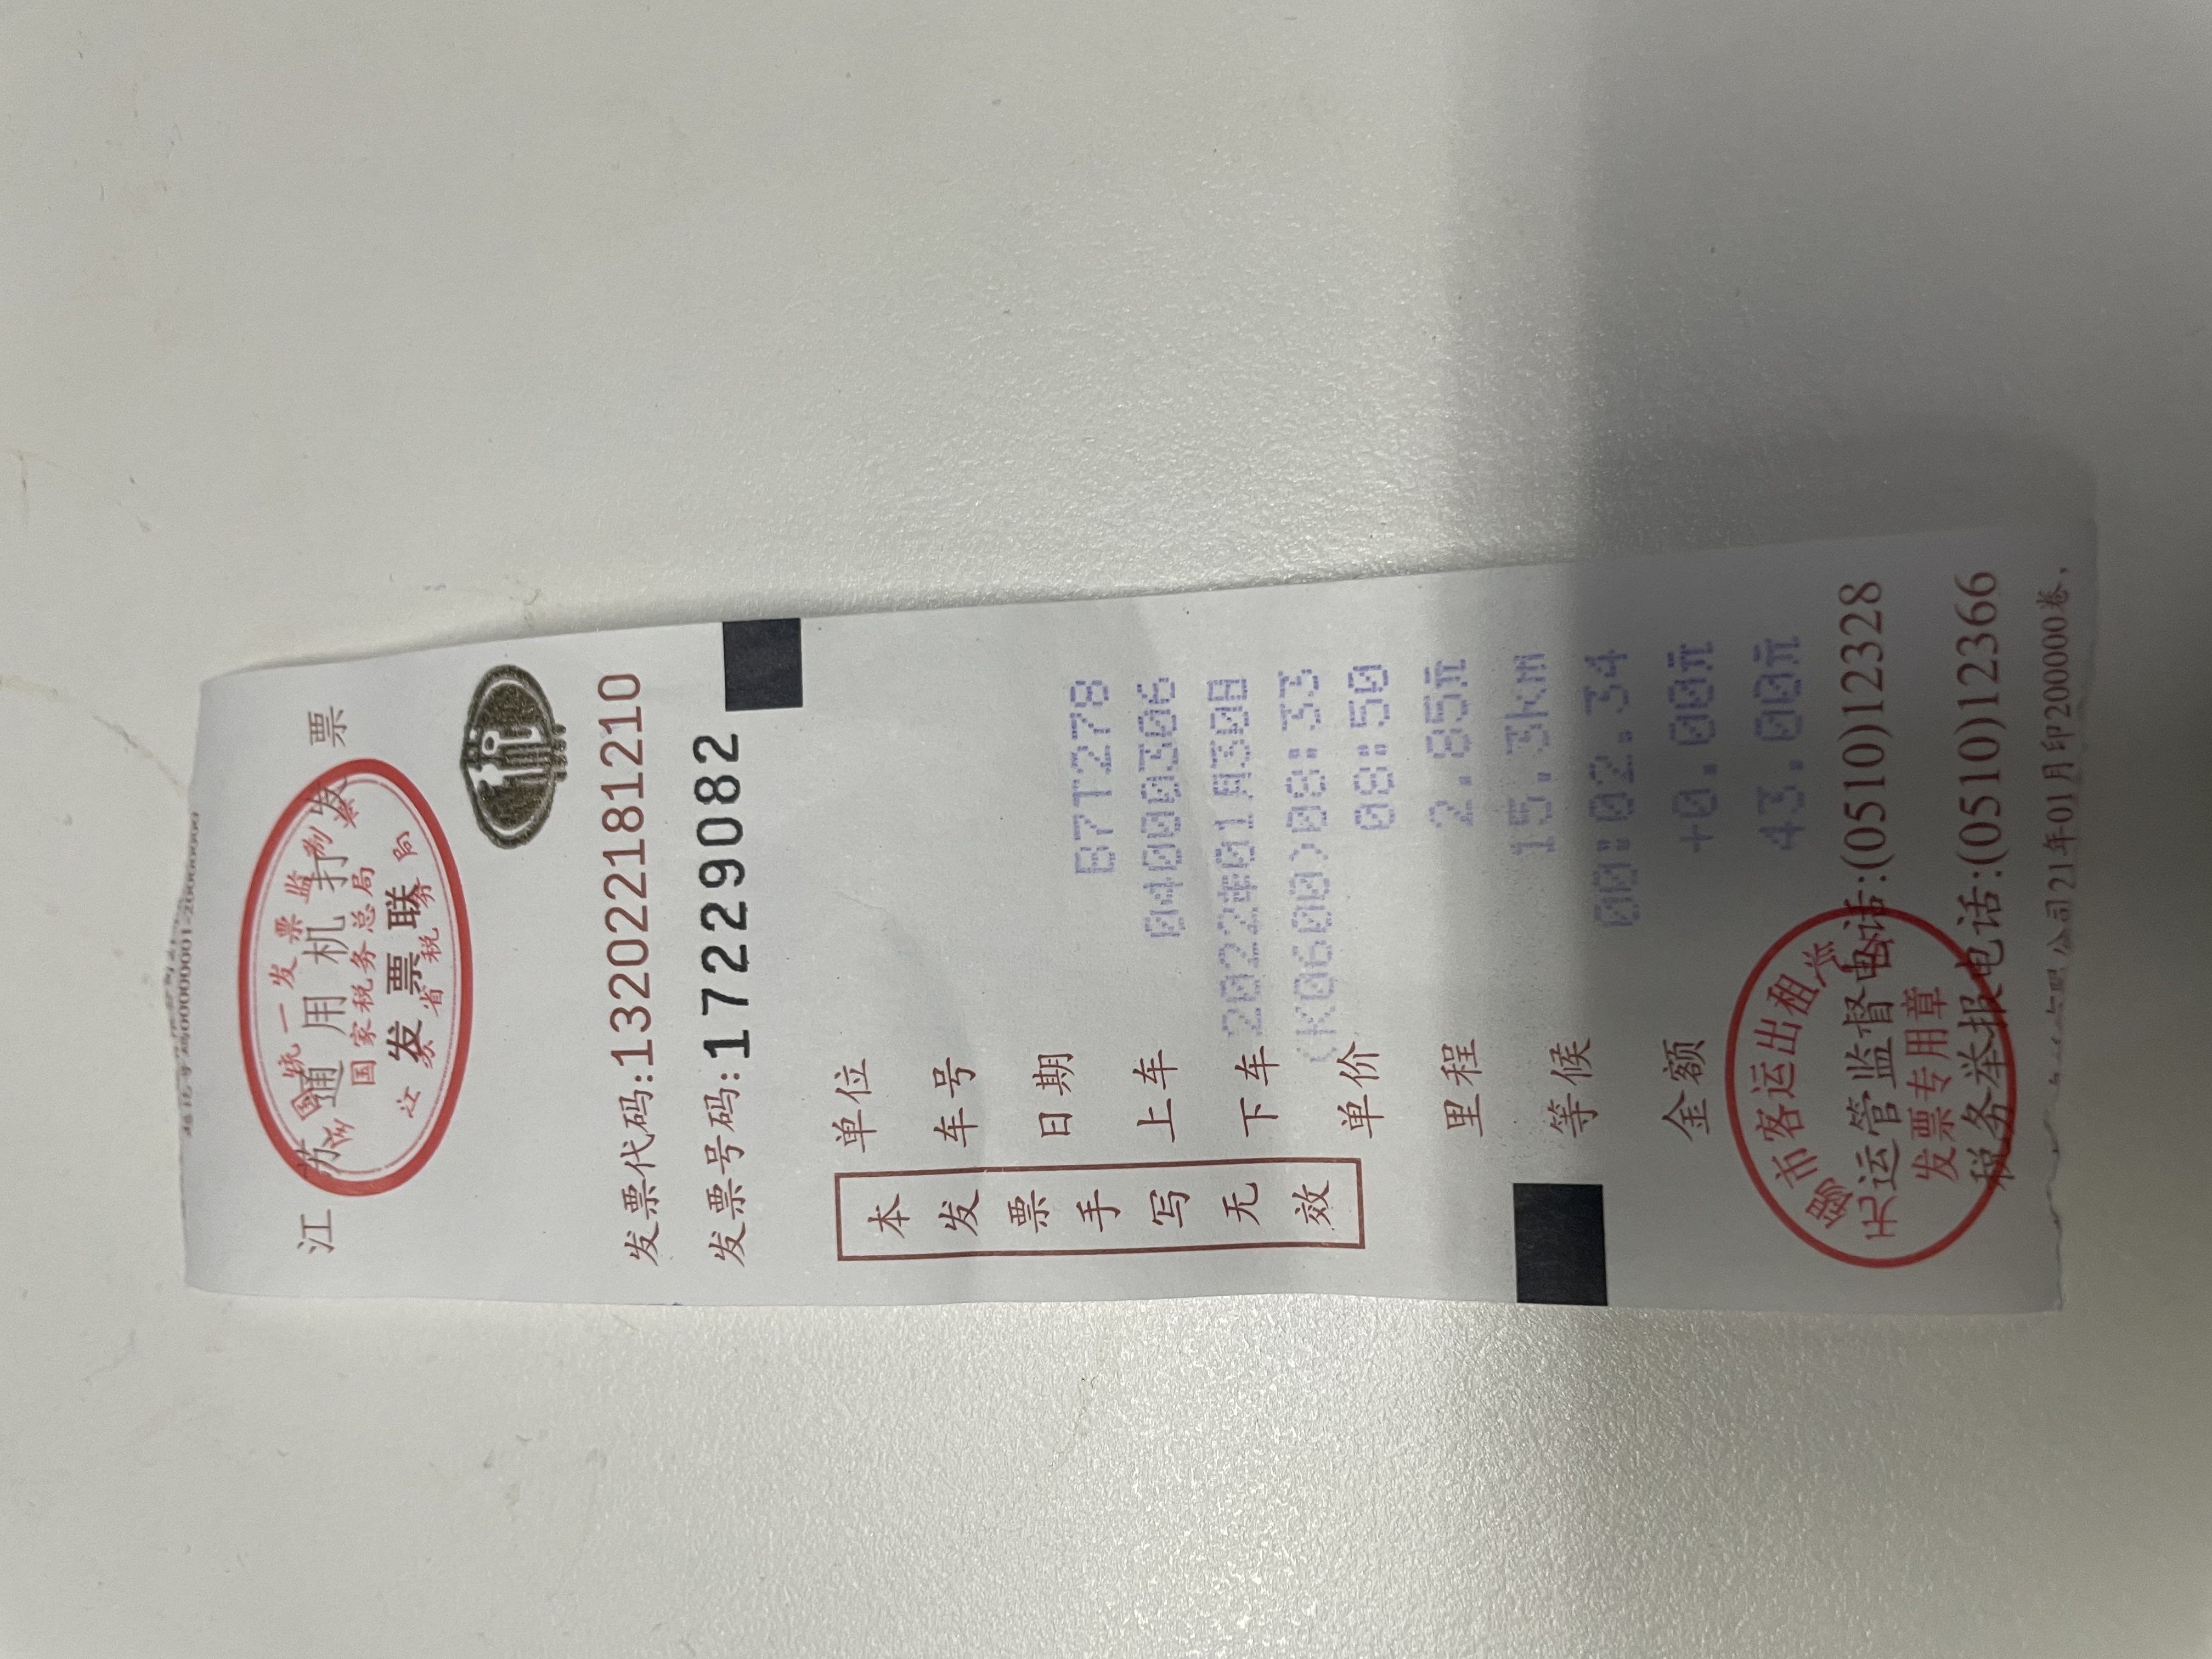 起讫号码00000001-20000000
江苏通用机打发票
全国统一发票监制章
国家税务总局
发票联
江苏省税务局
税
发票代码:132022181210
发票号码:17229082
本发票手写无效
单位
车号
日期
B7T278
上车
04000306
下车
2022年01月30日
(K0600)08:33
单价
08:50
2.85元
里程
15.3km
等候
00:02.34
金额
+0.00元
43.00元
无锡市客运出租汽车
运管监督电话:(0510)12328
发票专用章
税务举报电话:(0510)12366
公司21年01月印200000卷,